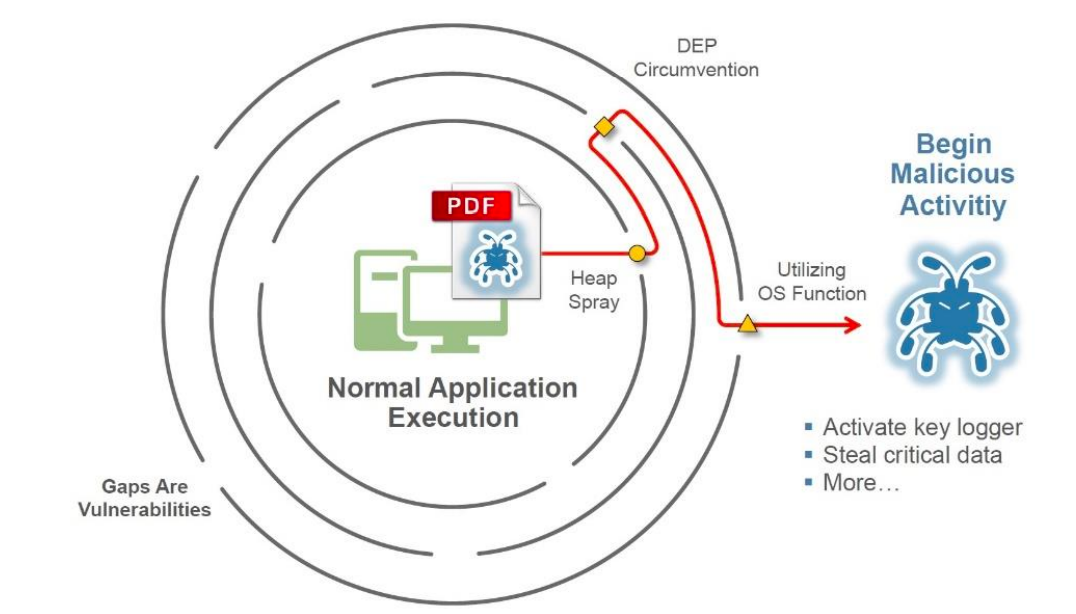 DEP
Circumvention
Begin
Malicious
Activitiy
PDF
Heap
Spray
Utilizing
OS Function
Normal Application
Execution
▪ Activate key logger
▪ Steal critical data
▪ More…
Gaps Are
Vulnerabilities